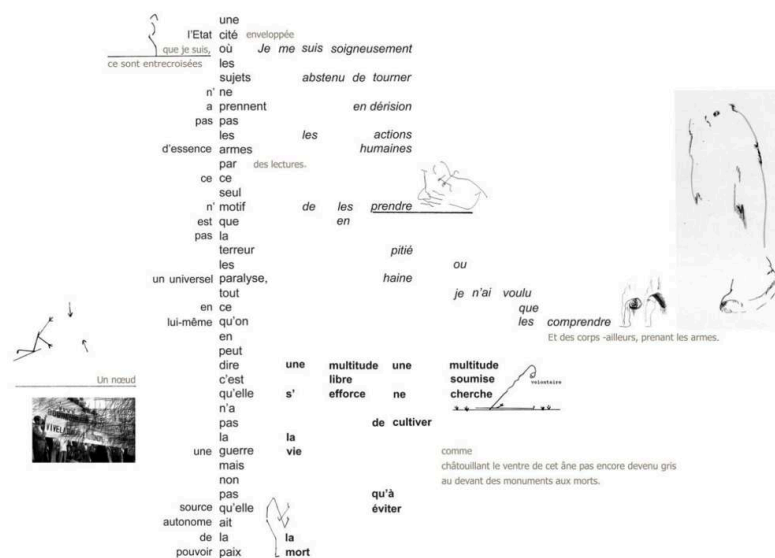 une
l'Etat cité enveloppée
que je suis, où Je me suis soigneusement
ce sont entrecroisées les
sujets abstenu de tourner
n' ne
a prennent en dérision
pas pas
les les actions
d'essence armes humaines
par des lectures.
ce ce
seul
n' motif de les prendre
est que en
pas la
terreur pitié
les ou
un universel paralyse, haine
tout je n'ai voulu
en ce que
lui-même qu'on les comprendre
en Et des corps -ailleurs, prenant les armes.
peut
dire une multitude une multitude
Un nœud c'est libre soumise volontaire
qu'elle s' efforce ne cherche
n'a
pas de cultiver
VIVE
la la
une guerre vie comme
mais châtouillant le ventre de cet âne pas encore devenu gris
non au devant des monuments aux morts.
pas qu'à
source qu'elle éviter
autonome ait
de la la
pouvoir paix mort